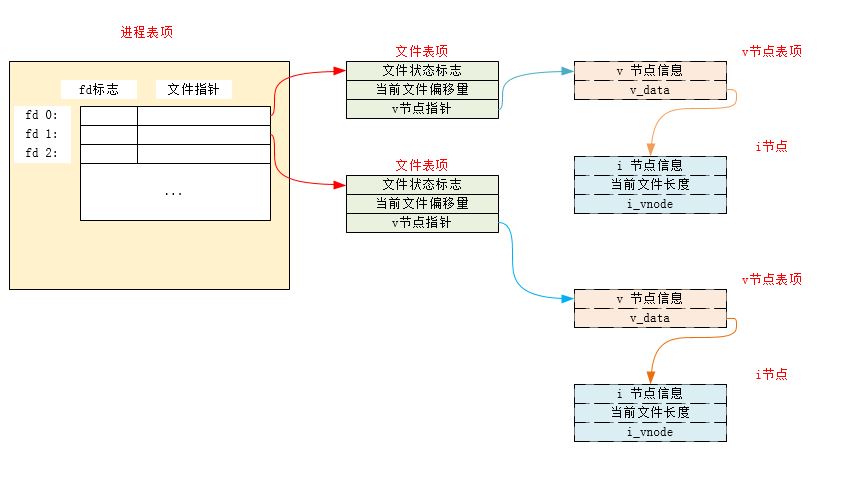 进程表项
fd标志
文件指针
fd 0:
fd 1:
fd 2:
...
文件表项
文件状态标志
当前文件偏移量
v节点指针
文件表项
文件状态标志
当前文件偏移量
v节点指针
v节点表项
v 节点信息
v_data
i节点
i 节点信息
当前文件长度
i_vnode
v节点表项
v 节点信息
v_data
i节点
i 节点信息
当前文件长度
i_vnode